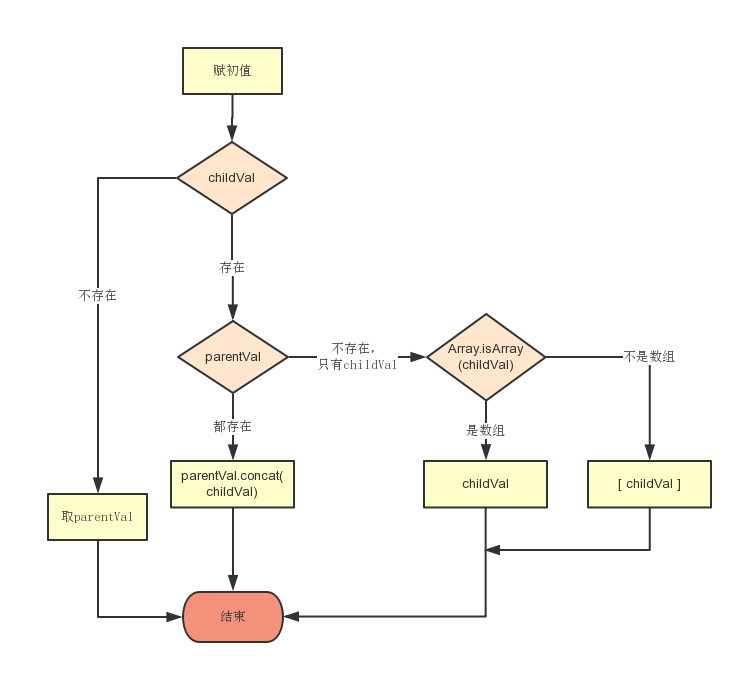 赋初值
childVal
存在
不存在
parentVal
不存在，
只有childVal
Array.isArray
(childVal)
不是数组
都存在
是数组
parentVal.concat(
childVal)
childVal
[ childVal ]
取parentVal
结束